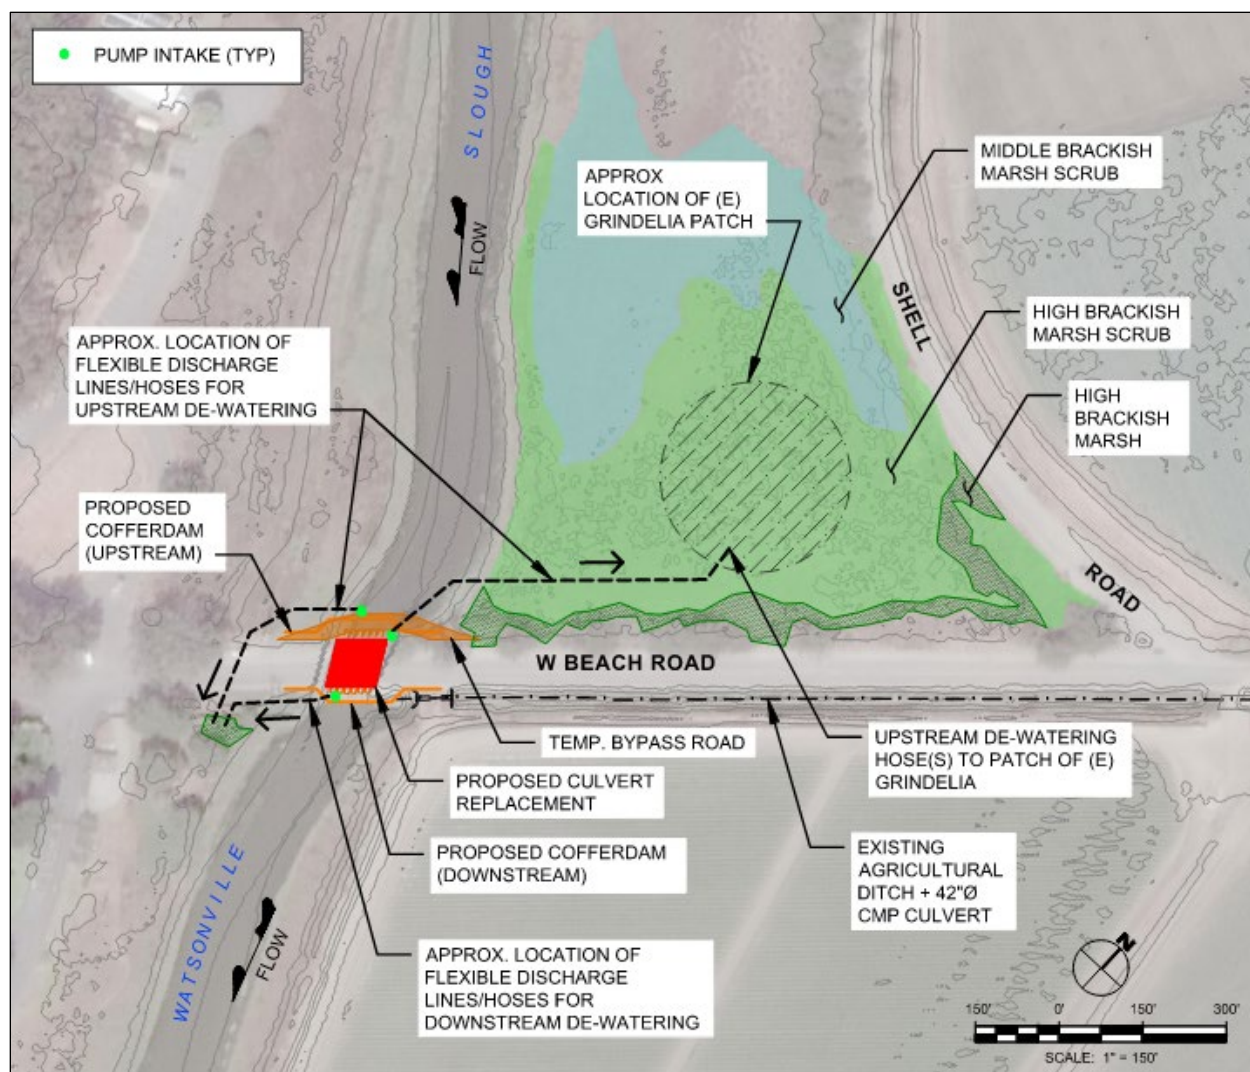 PUMP INTAKE (TYP)
SLOUGH
FLOW
APPROX
LOCATION OF (E)
GRINDELIA PATCH
MIDDLE BRACKISH
MARSH SCRUB
SHELL
HIGH BRACKISH
MARSH SCRUB
HIGH
BRACKISH
MARSH
APPROX. LOCATION OF
FLEXIBLE DISCHARGE
LINES/HOSES FOR
UPSTREAM DE-WATERING
PROPOSED
COFFERDAM
(UPSTREAM)
ROAD
W BEACH ROAD
TEMP. BYPASS ROAD
PROPOSED CULVERT
REPLACEMENT
UPSTREAM DE-WATERING
HOSE(S) TO PATCH OF (E)
GRINDELIA
PROPOSED COFFERDAM
(DOWNSTREAM)
EXISTING
AGRICULTURAL
DITCH + 42"Ø
CMP CULVERT
WATSONVILLE
FLOW
APPROX. LOCATION OF
FLEXIBLE DISCHARGE
LINES/HOSES FOR
DOWNSTREAM DE-WATERING
N
150' 0' 150' 300'
SCALE: 1" = 150'